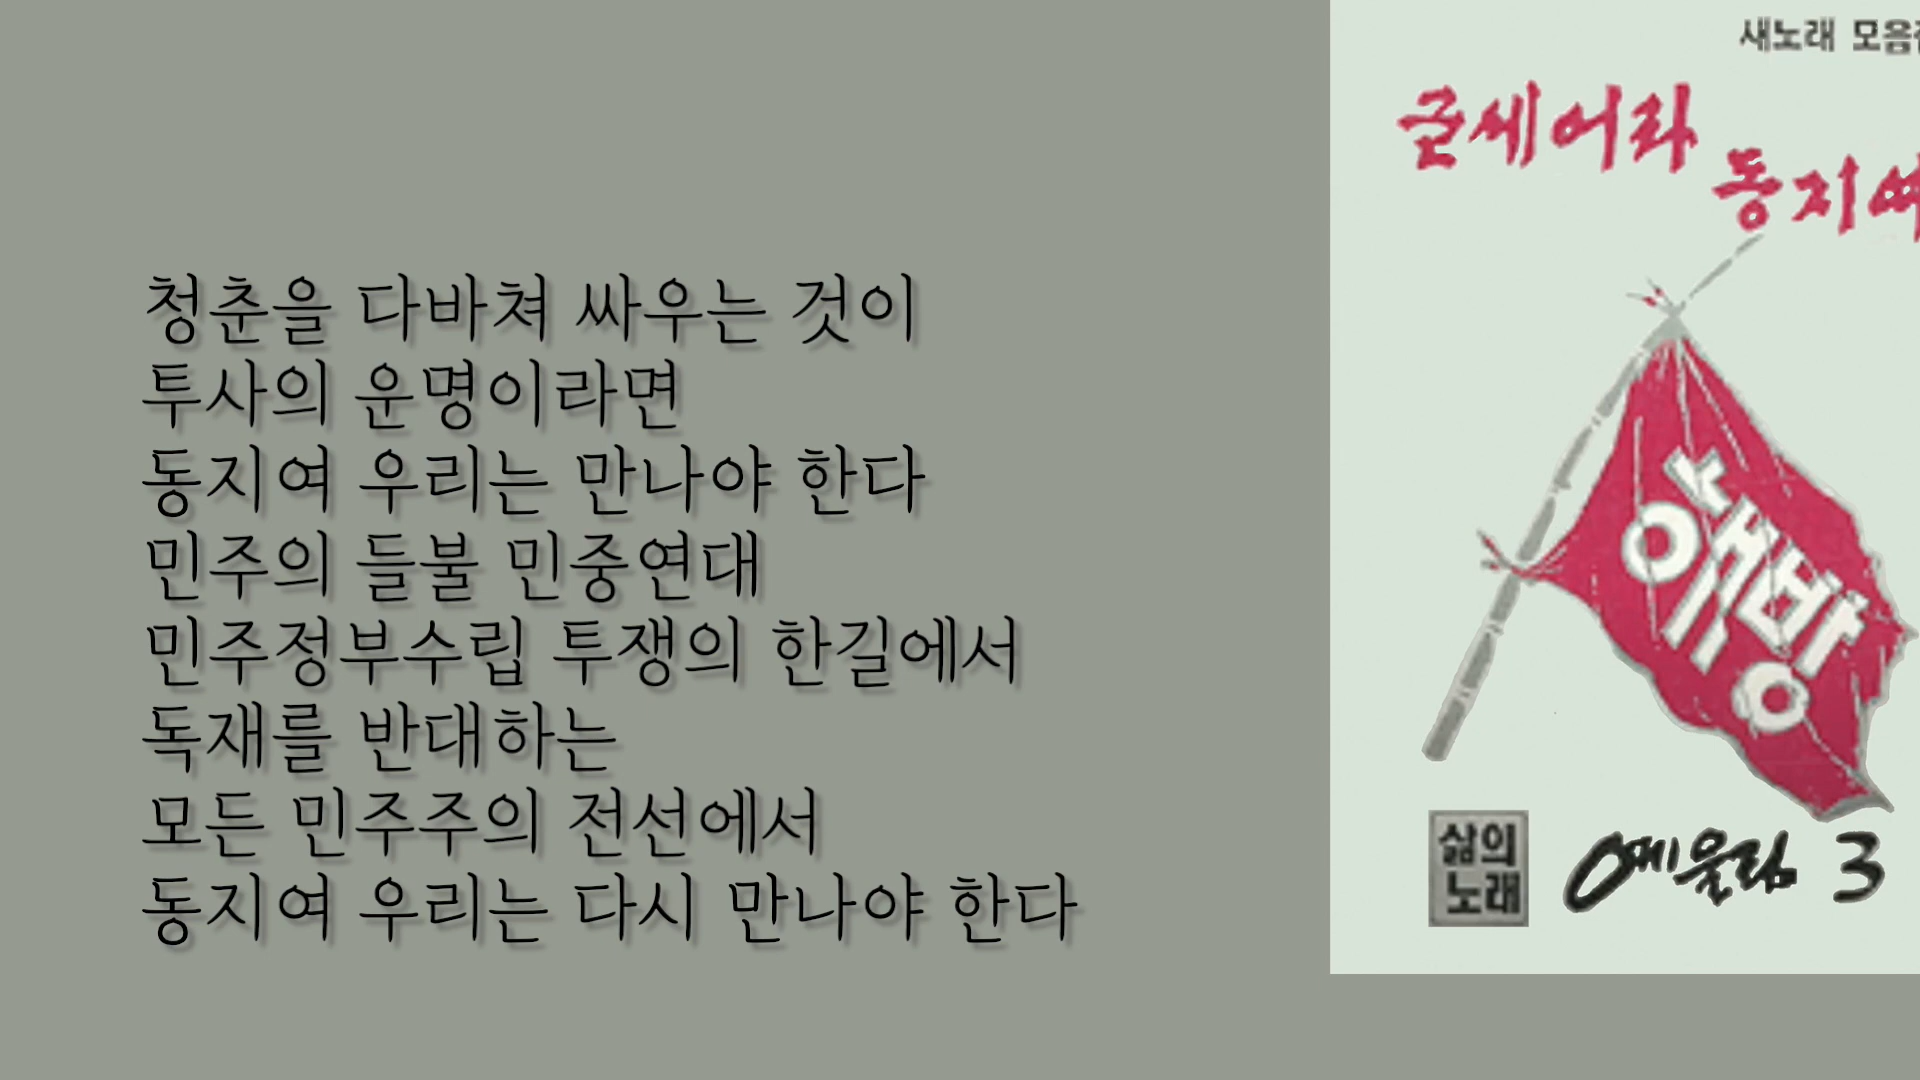 청춘을 다바쳐 싸우는 것이
투사의 운명이라면
동지여 우리는 만나야 한다
민주의 들불 민중연대
민주정부수립 투쟁의 한길에서
독재를 반대하는
모든 민주주의 전선에서
동지여 우리는 다시 만나야 한다
새노래 모음집
굳세어라
동지여
해방
삶의
노래
예울림 3